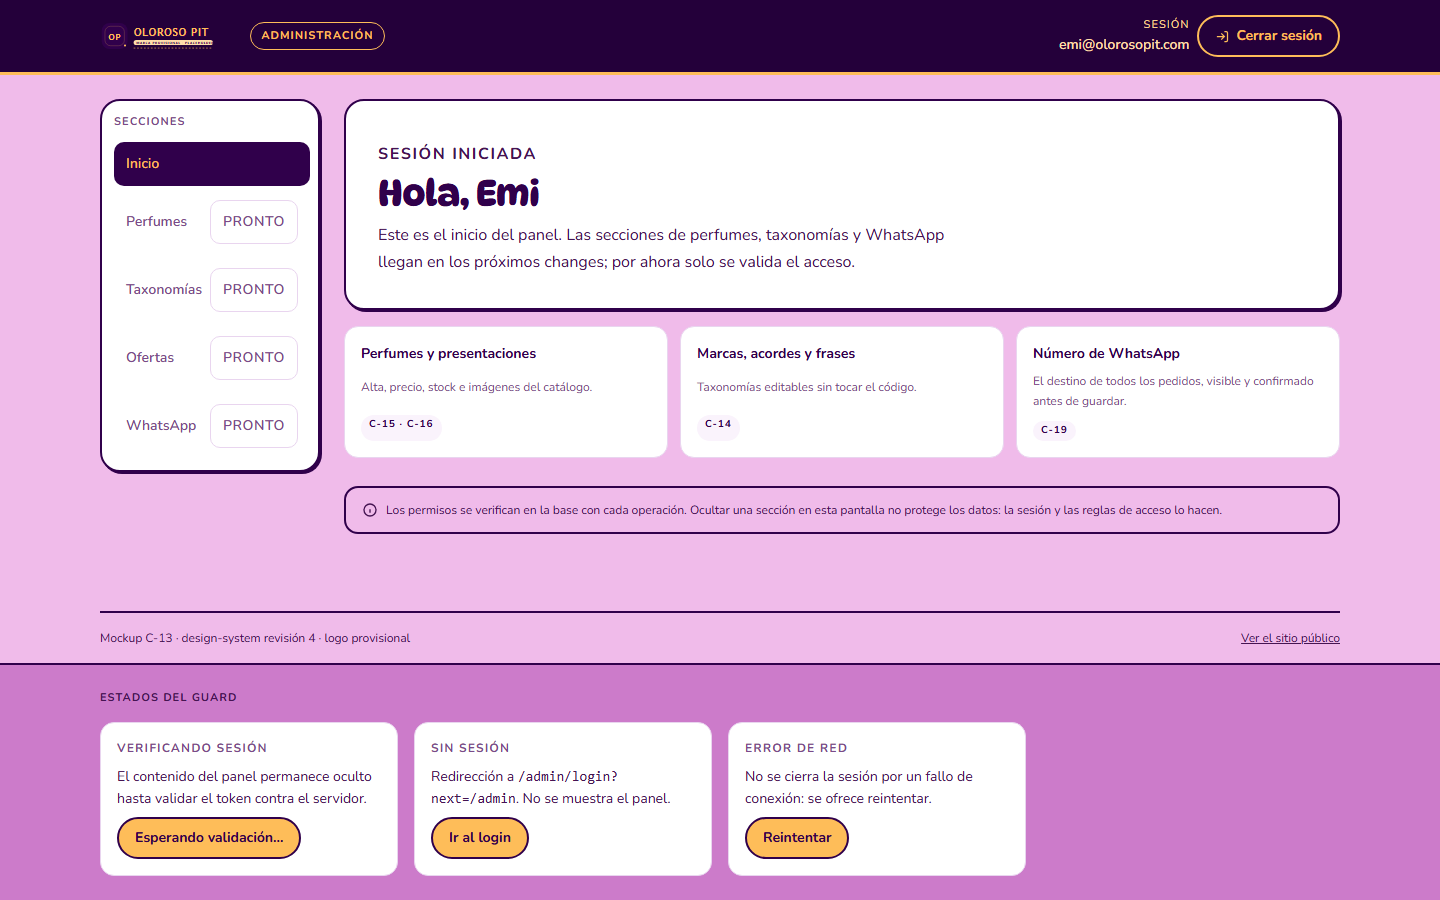 OP
OLOROSO PIT
ADMINISTRACIÓN
SESIÓN
emi@olorosopit.com
Cerrar sesión
SECCIONES
Inicio
Perfumes PRONTO
Taxonomías PRONTO
Ofertas PRONTO
WhatsApp PRONTO
SESIÓN INICIADA
Hola, Emi
Este es el inicio del panel. Las secciones de perfumes, taxonomías y WhatsApp
llegan en los próximos changes; por ahora solo se valida el acceso.
Perfumes y presentaciones
Alta, precio, stock e imágenes del catálogo.
C-15 · C-16
Marcas, acordes y frases
Taxonomías editables sin tocar el código.
C-14
Número de WhatsApp
El destino de todos los pedidos, visible y confirmado
antes de guardar.
C-19
Los permisos se verifican en la base con cada operación. Ocultar una sección en esta pantalla no protege los datos: la sesión y las reglas de acceso lo hacen.
Mockup C-13 · design-system revisión 4 · logo provisional
Ver el sitio público
ESTADOS DEL GUARD
VERIFICANDO SESIÓN
El contenido del panel permanece oculto
hasta validar el token contra el servidor.
Esperando validación...
SIN SESIÓN
Redirección a /admin/login?
next=/admin. No se muestra el panel.
Ir al login
ERROR DE RED
No se cierra la sesión por un fallo de
conexión: se ofrece reintentar.
Reintentar